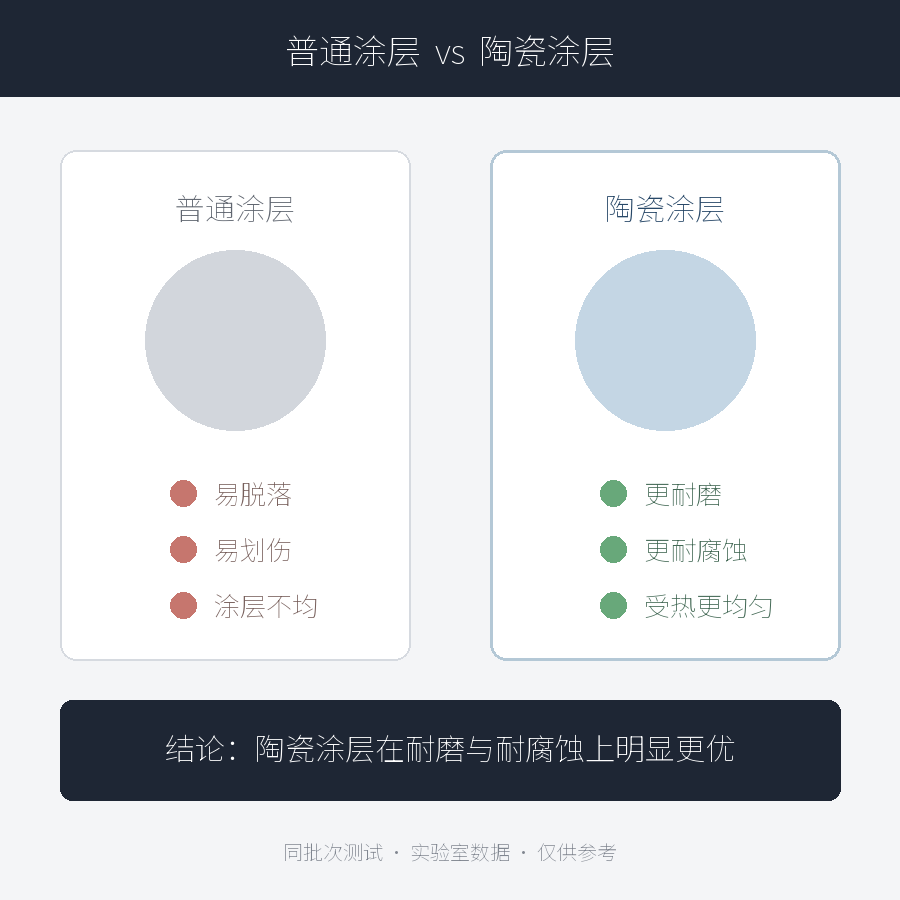 普通涂层 vs 陶瓷涂层
普通涂层
易脱落
易划伤
涂层不均
陶瓷涂层
更耐磨
更耐腐蚀
受热更均匀
结论：陶瓷涂层在耐磨与耐腐蚀上明显更优
同批次测试 · 实验室数据 · 仅供参考